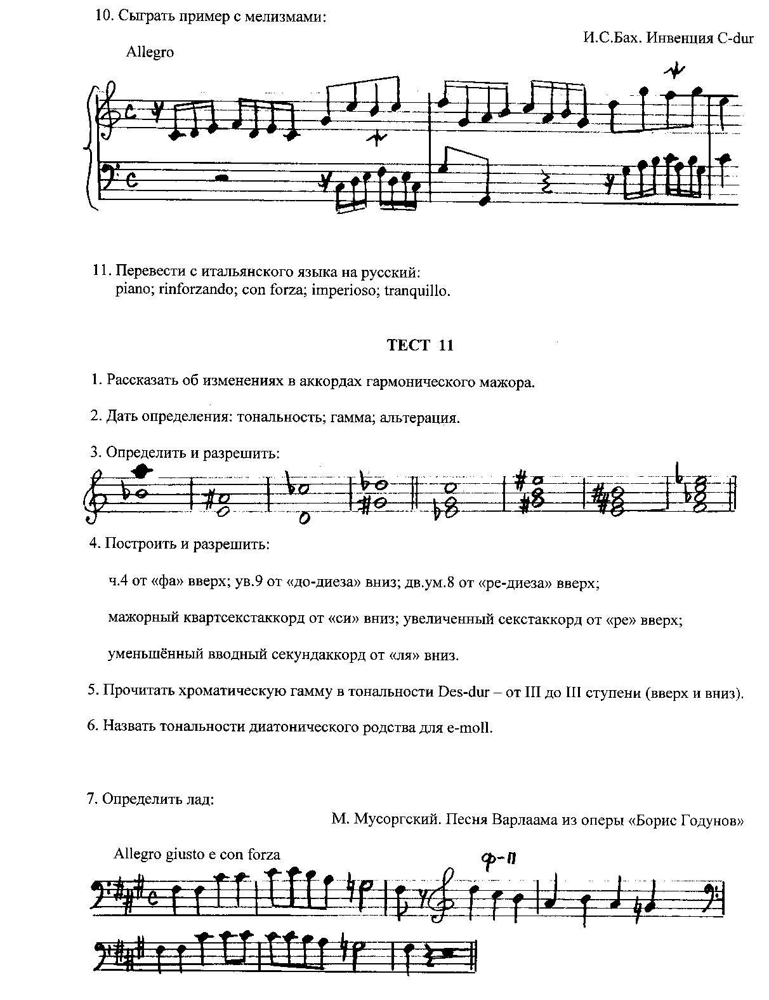 10. Сыграть пример с мелизмами:
И.С.Бах. Инвенция C-dur
Allegro
11. Перевести с итальянского языка на русский:
piano; rinforzando; con forza; imperioso; tranquillo.
ТЕСТ 11
1. Рассказать об изменениях в аккордах гармонического мажора.
2. Дать определения: тональность; гамма; альтерация.
3. Определить и разрешить:
4. Построить и разрешить:
ч.4 от «фа» вверх; ув.9 от «до-диеза» вниз; дв.ум.8 от «ре-диеза» вверх;
мажорный квартсекстаккорд от «си» вниз; увеличенный секстаккорд от «ре» вверх;
уменьшённый вводный секундаккорд от «ля» вниз.
5. Прочитать хроматическую гамму в тональности Des-dur – от III до III ступени (вверх и вниз).
6. Назвать тональности диатонического родства для e-moll.
7. Определить лад:
М. Мусоргский. Песня Варлаама из оперы «Борис Годунов»
Allegro giusto e con forza
ф-п